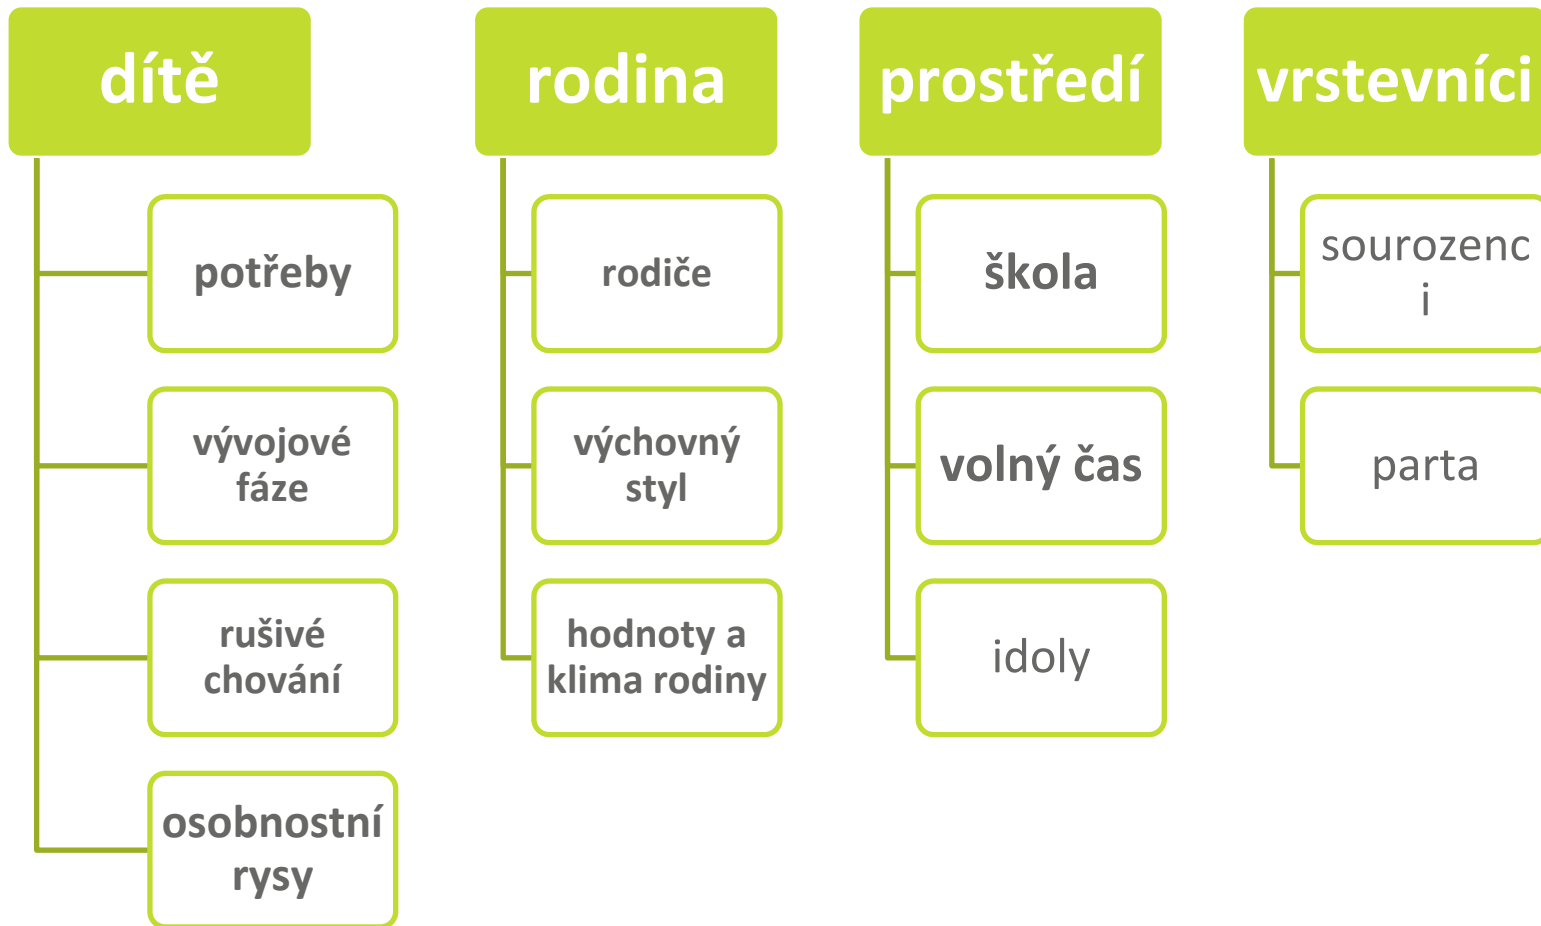 dítě
potřeby
vývojové
fáze
rušivé
chování
osobnostní
rysy
rodina
rodiče
výchovný
styl
hodnoty a
klima rodiny
prostředí
škola
volný čas
idoly
vrstevníci
sourozenc
i
parta